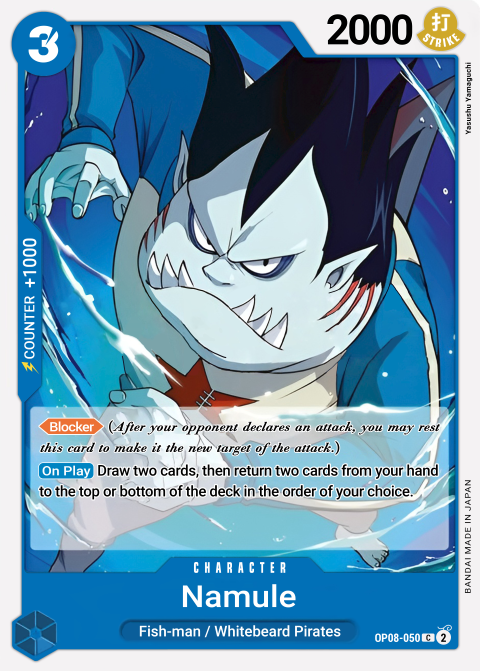 3
2000
打
STRIKE
Yasushu Yamaguchi
COUNTER +1000
Blocker (After your opponent declares an attack, you may rest
this card to make it the new target of the attack.)
On Play Draw two cards, then return two cards from your hand
to the top or bottom of the deck in the order of your choice.
BANDAI MADE IN JAPAN
CHARACTER
Namule
Fish-man / Whitebeard Pirates
OP08-050 C 2